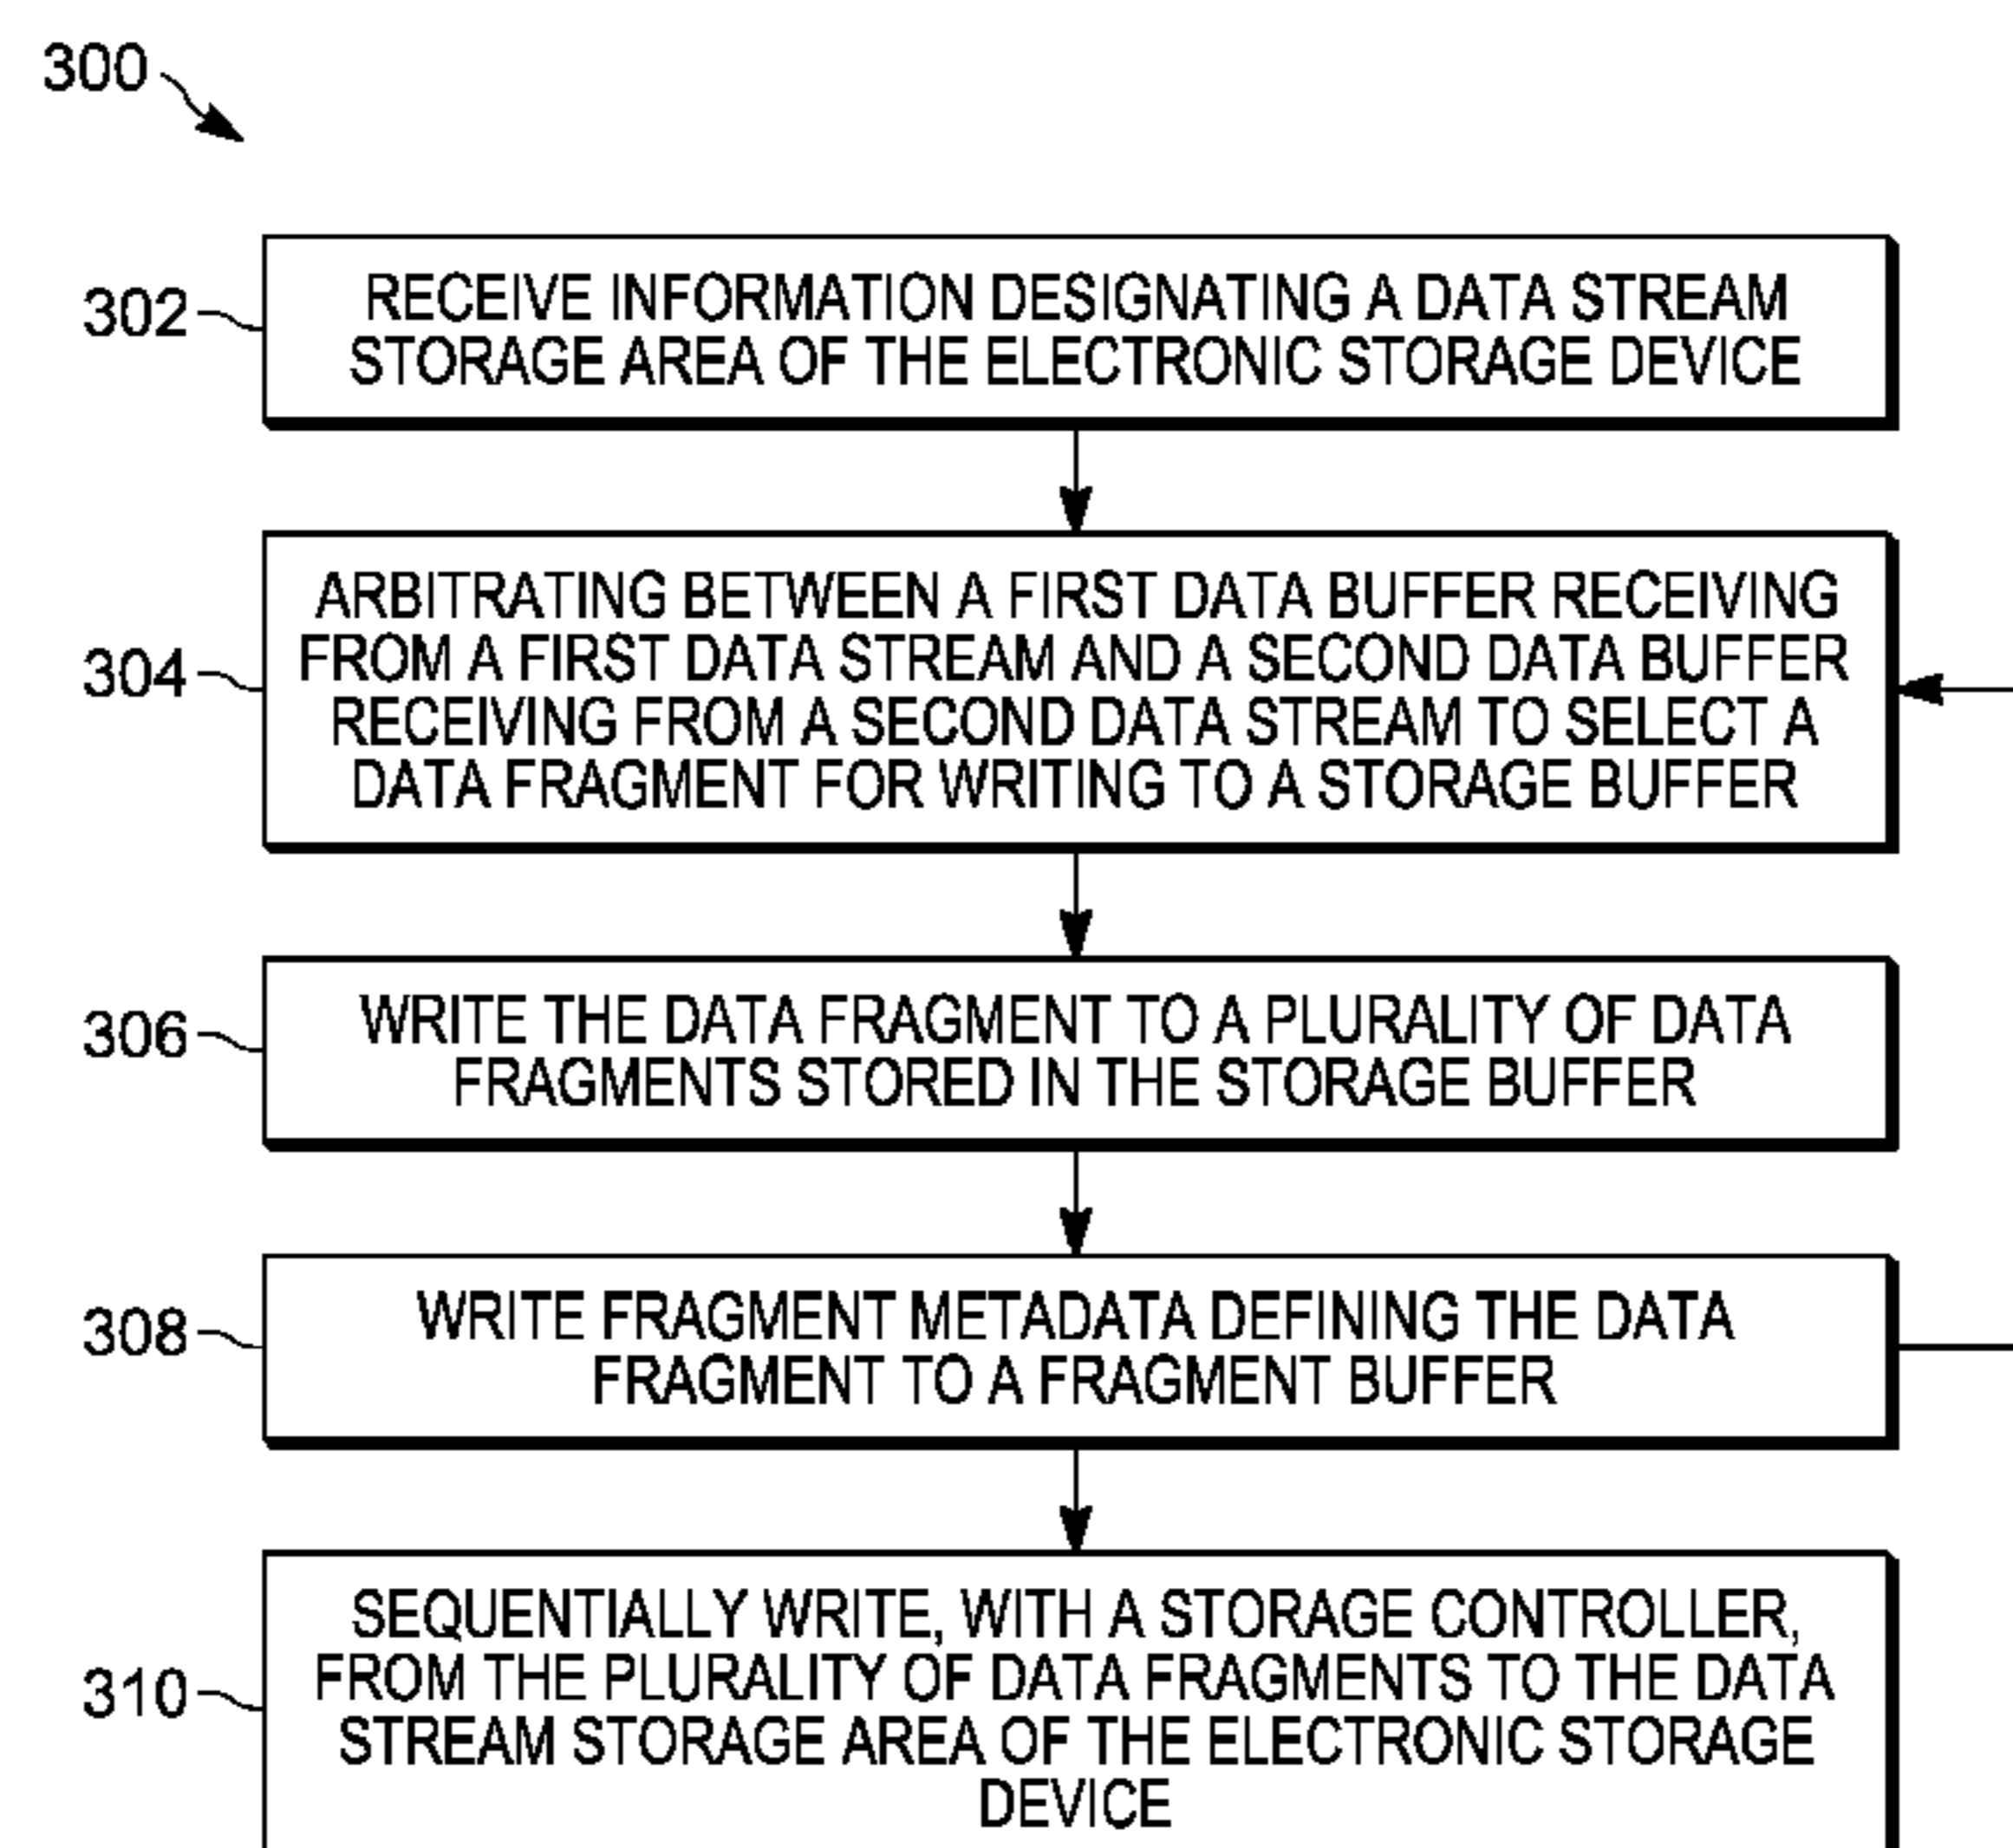 300
302
RECEIVE INFORMATION DESIGNATING A DATA STREAM
STORAGE AREA OF THE ELECTRONIC STORAGE DEVICE
304
ARBITRATING BETWEEN A FIRST DATA BUFFER RECEIVING
FROM A FIRST DATA STREAM AND A SECOND DATA BUFFER
RECEIVING FROM A SECOND DATA STREAM TO SELECT A
DATA FRAGMENT FOR WRITING TO A STORAGE BUFFER
306
WRITE THE DATA FRAGMENT TO A PLURALITY OF DATA
FRAGMENTS STORED IN THE STORAGE BUFFER
308
WRITE FRAGMENT METADATA DEFINING THE DATA
FRAGMENT TO A FRAGMENT BUFFER
310
SEQUENTIALLY WRITE, WITH A STORAGE CONTROLLER,
FROM THE PLURALITY OF DATA FRAGMENTS TO THE DATA
STREAM STORAGE AREA OF THE ELECTRONIC STORAGE
DEVICE